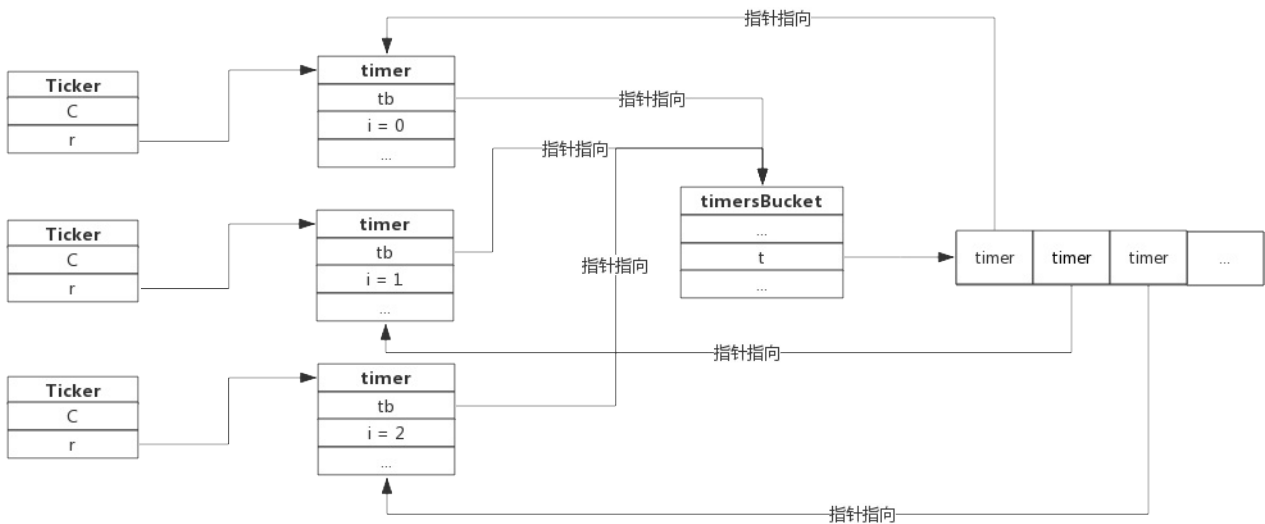 指针指向
Ticker
C
r
timer
tb
i = 0
...
指针指向
指针指向
Ticker
C
r
timer
tb
i = 1
...
指针指向
timersBucket
...
t
...
timer
timer
timer
...
指针指向
Ticker
C
r
timer
tb
i = 2
...
指针指向